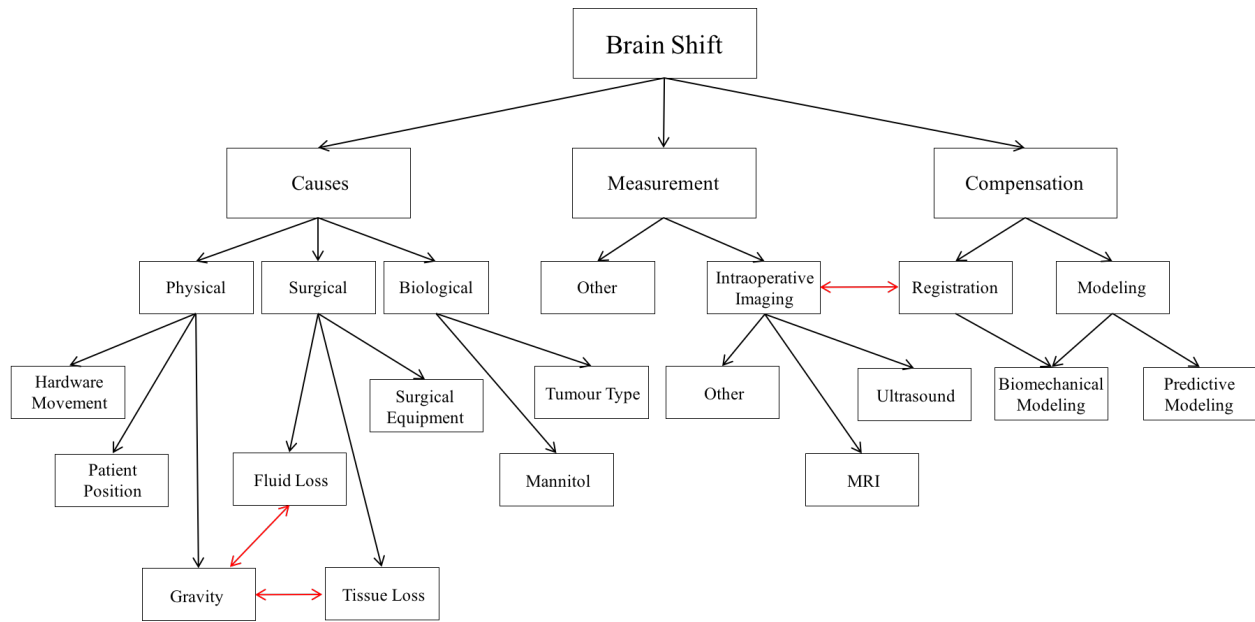 Brain Shift
Causes
Measurement
Compensation
Physical
Surgical
Biological
Other
Intraoperative
Imaging
Registration
Modeling
Hardware
Movement
Surgical
Equipment
Tumour Type
Other
Ultrasound
Biomechanical
Modeling
Predictive
Modeling
Patient
Position
Fluid Loss
Mannitol
MRI
Gravity
Tissue Loss